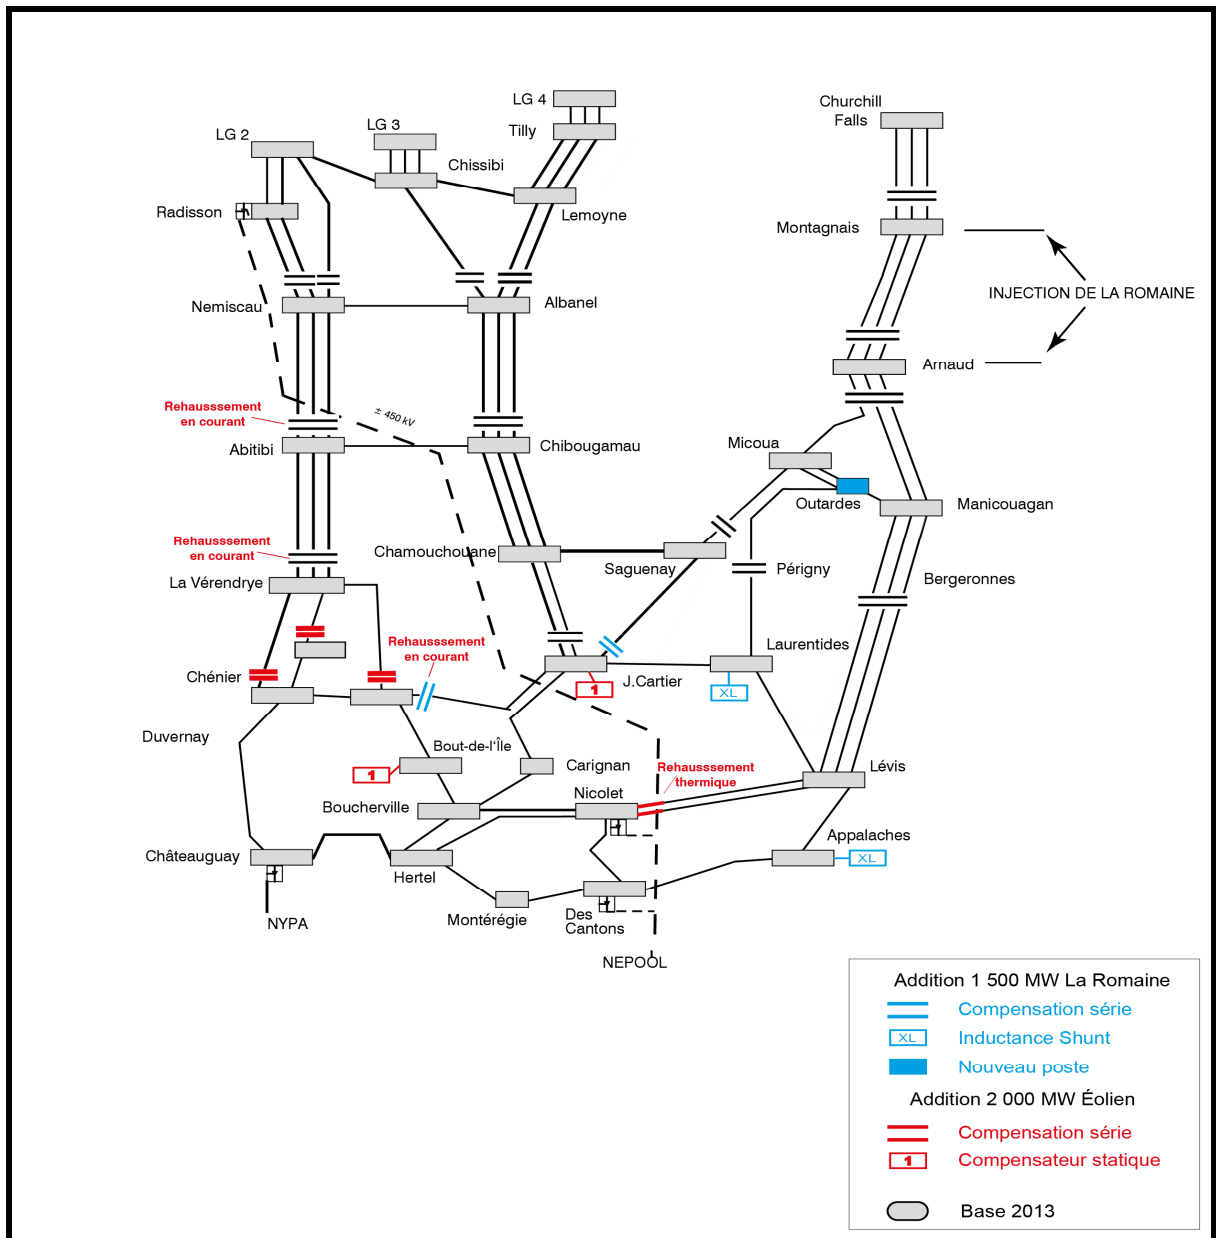 LG 4
Tilly
LG 3
LG 2
Chissibi
Churchill
Falls
Radisson
Lemoyne
Montagnais
INJECTION DE LA ROMAINE
Nemiscau
Albanel
Arnaud
Rehausssement
en courant
± 450 kV
Abitibi
Chibougamau
Micoua
Outardes
Manicouagan
Rehausssement
en courant
Chamouchouane
Saguenay
Périgny
Bergeronnes
La Vérendrye
Rehausssement
en courant
Laurentides
Chénier
1
J.Cartier
XL
Duvernay
Bout-de-l'Île
1
Carignan
Rehausssement
thermique
Lévis
Boucherville
Nicolet
Appalaches
XL
Châteauguay
Hertel
Montérégie
Des
Cantons
NYPA
NEPOOL
Addition 1 500 MW La Romaine
Compensation série
XL Inductance Shunt
Nouveau poste
Addition 2 000 MW Éolien
Compensation série
1 Compensateur statique
Base 2013